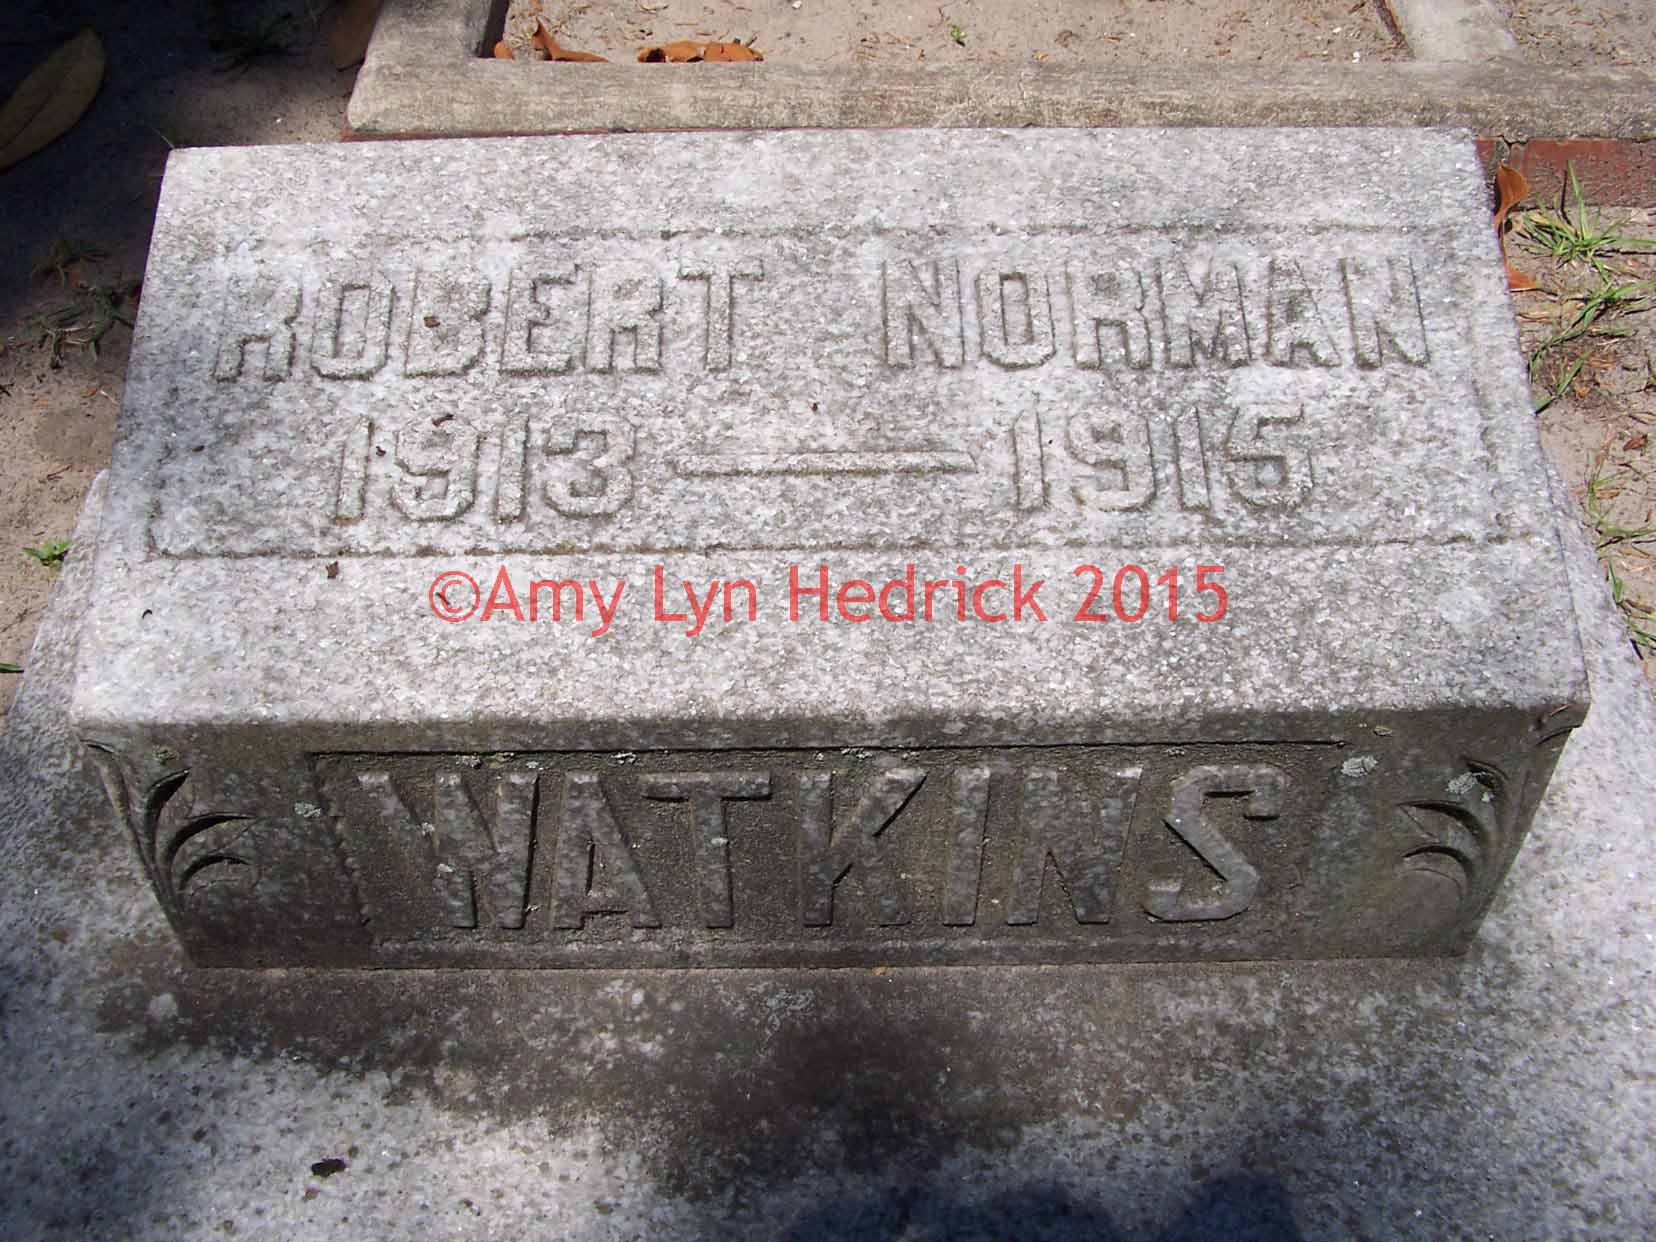 ROBERT NORMAN
1913 — 1915
©Amy Lyn Hedrick 2015
WATKINS